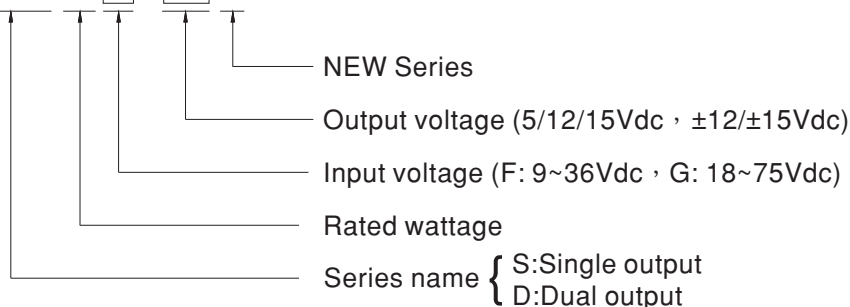 NEW Series
Output voltage (5/12/15Vdc，±12/±15Vdc)
Input voltage (F: 9~36Vdc，G: 18~75Vdc)
Rated wattage
Series name { S:Single output
D:Dual output